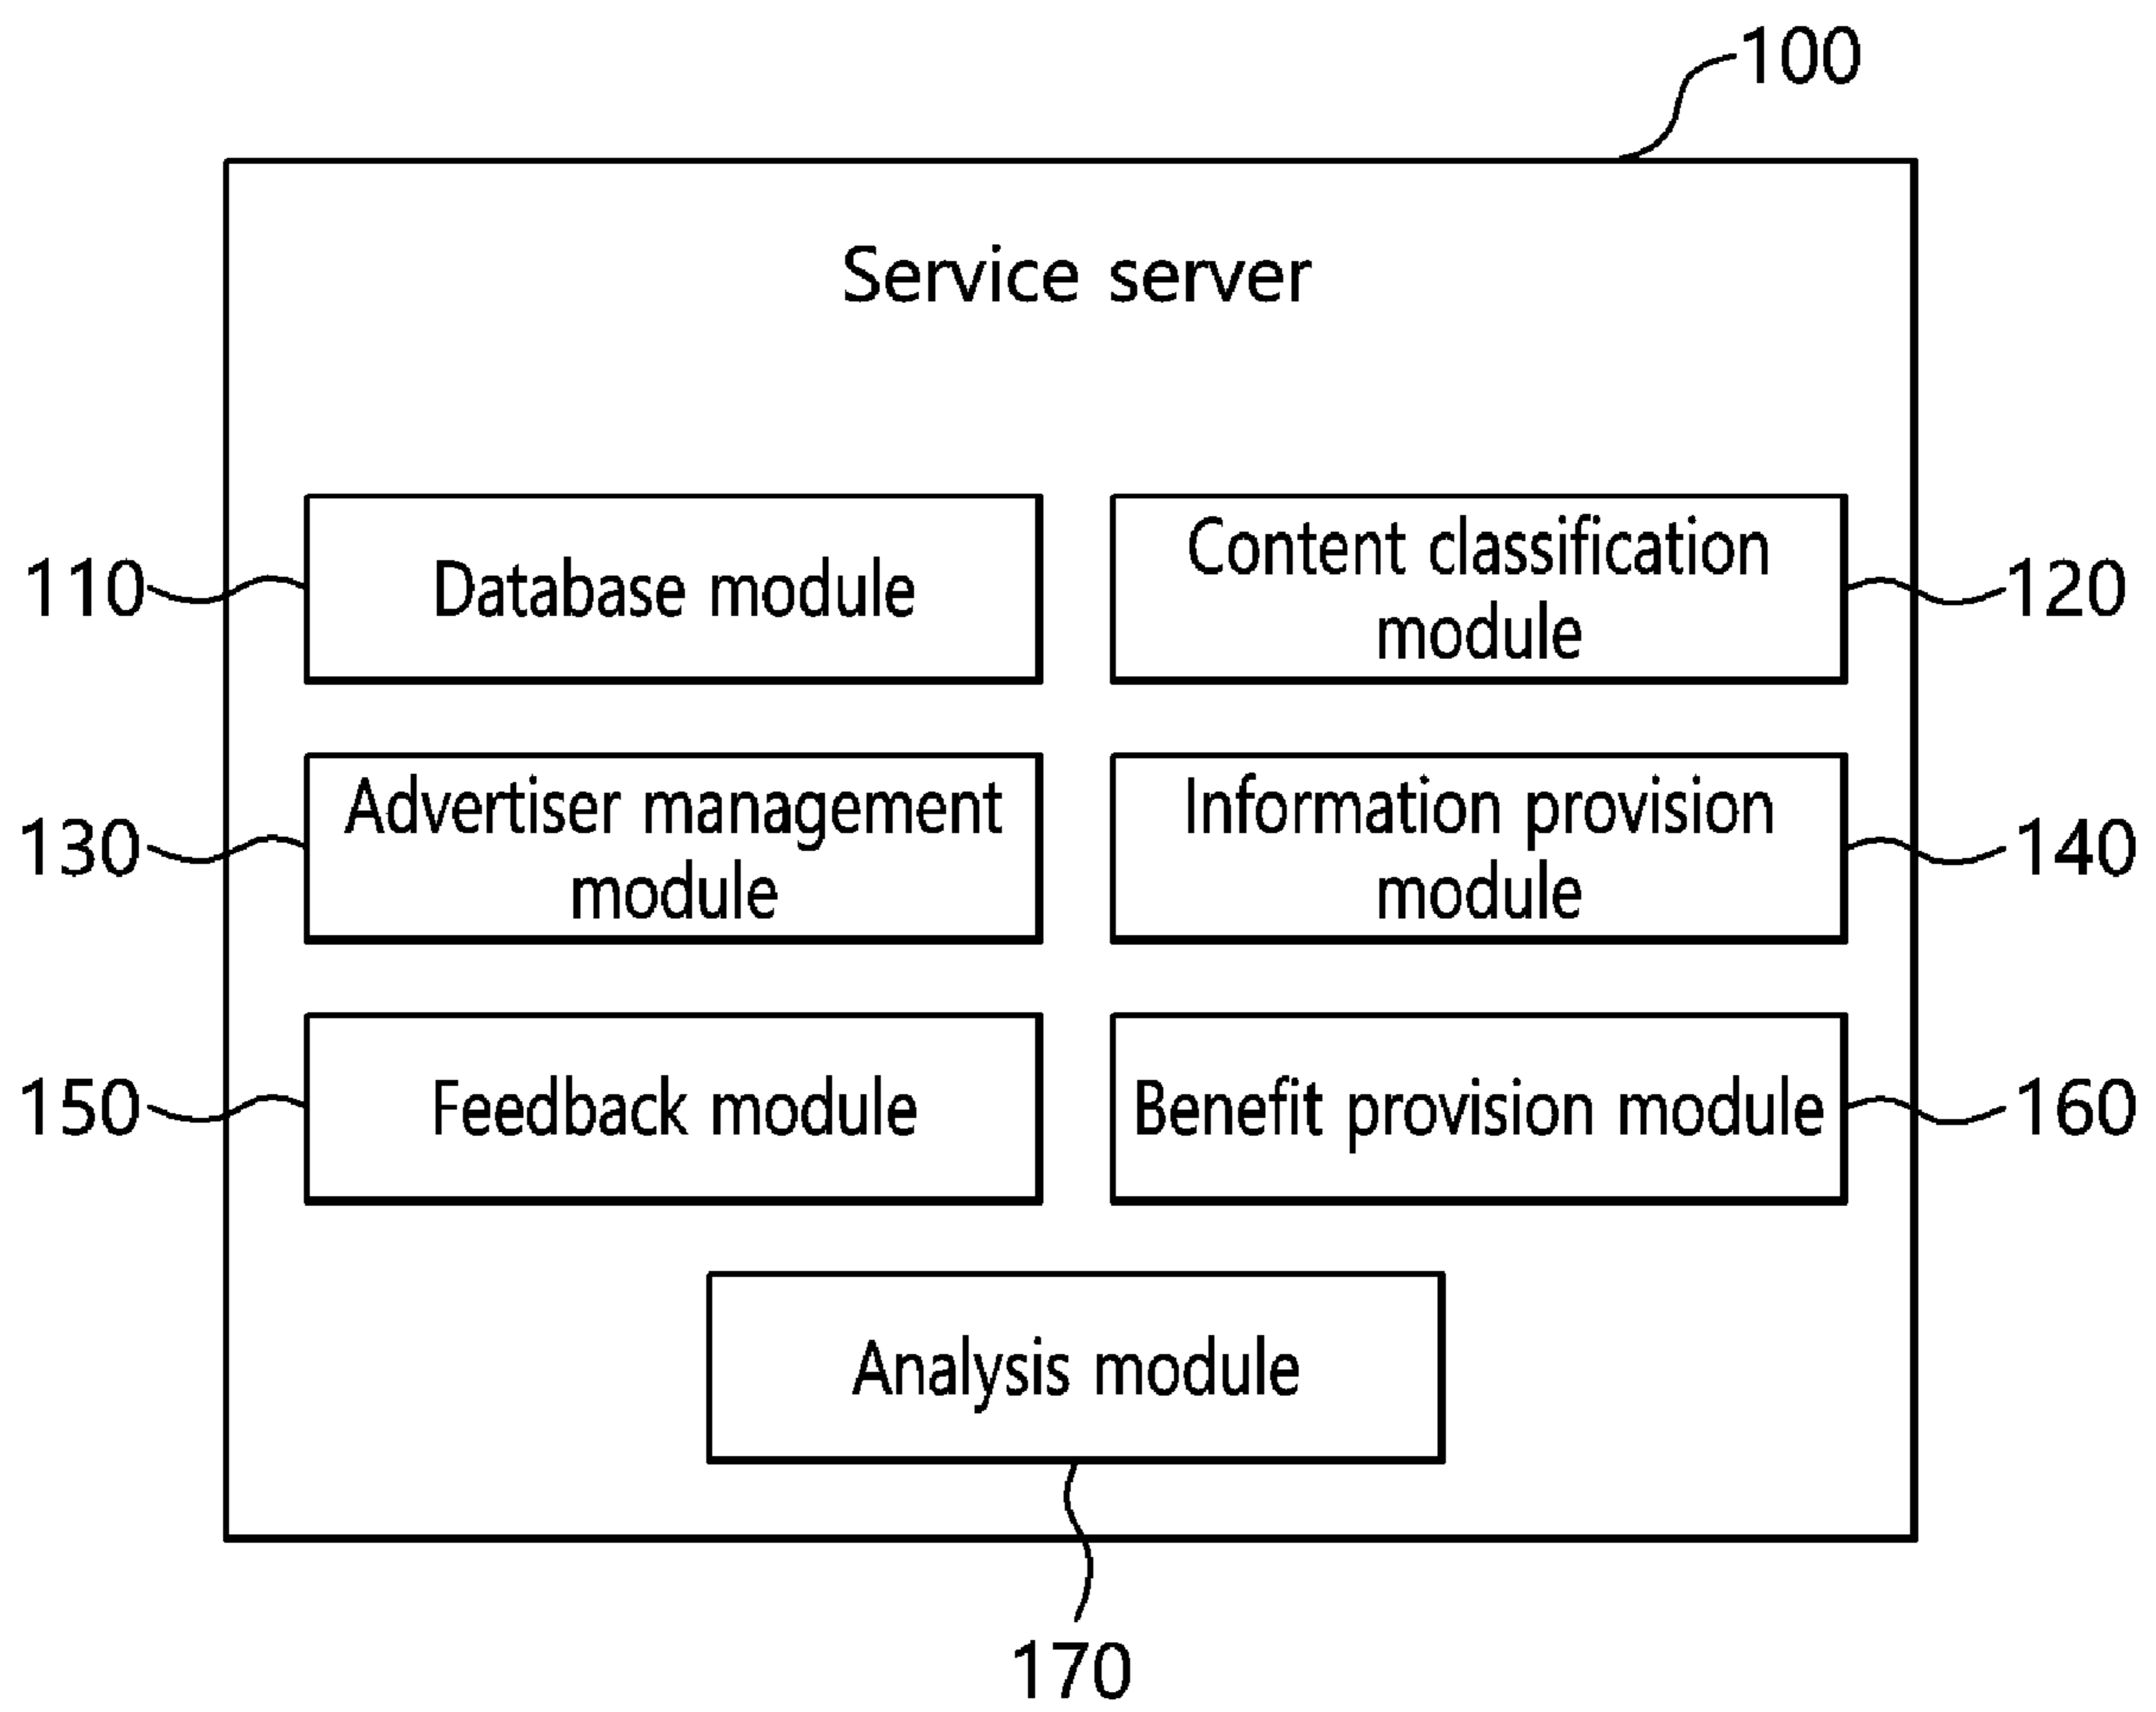 100
Service server
110
Database module
Content classification
module
120
130
Advertiser management
module
Information provision
module
140
150
Feedback module
Benefit provision module
160
Analysis module
170